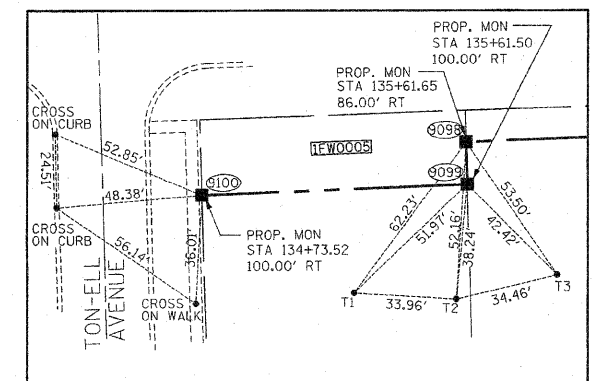 PROP. MON
STA 135+61.50
100.00' RT
PROP. MON
STA 135+61.65
86.00' RT
CROSS
ON CURB
52.85'
24.51'
1FW0005
9098
9099
9100
48.38'
CROSS
ON CURB
56.14'
36.01'
PROP. MON
STA 134+73.52
100.00' RT
62.23'
51.97'
52.16'
38.24'
42.42'
53.50'
TON-ELL
AVENUE
CROSS
ON WALK
T1
33.96'
T2
34.46'
T3